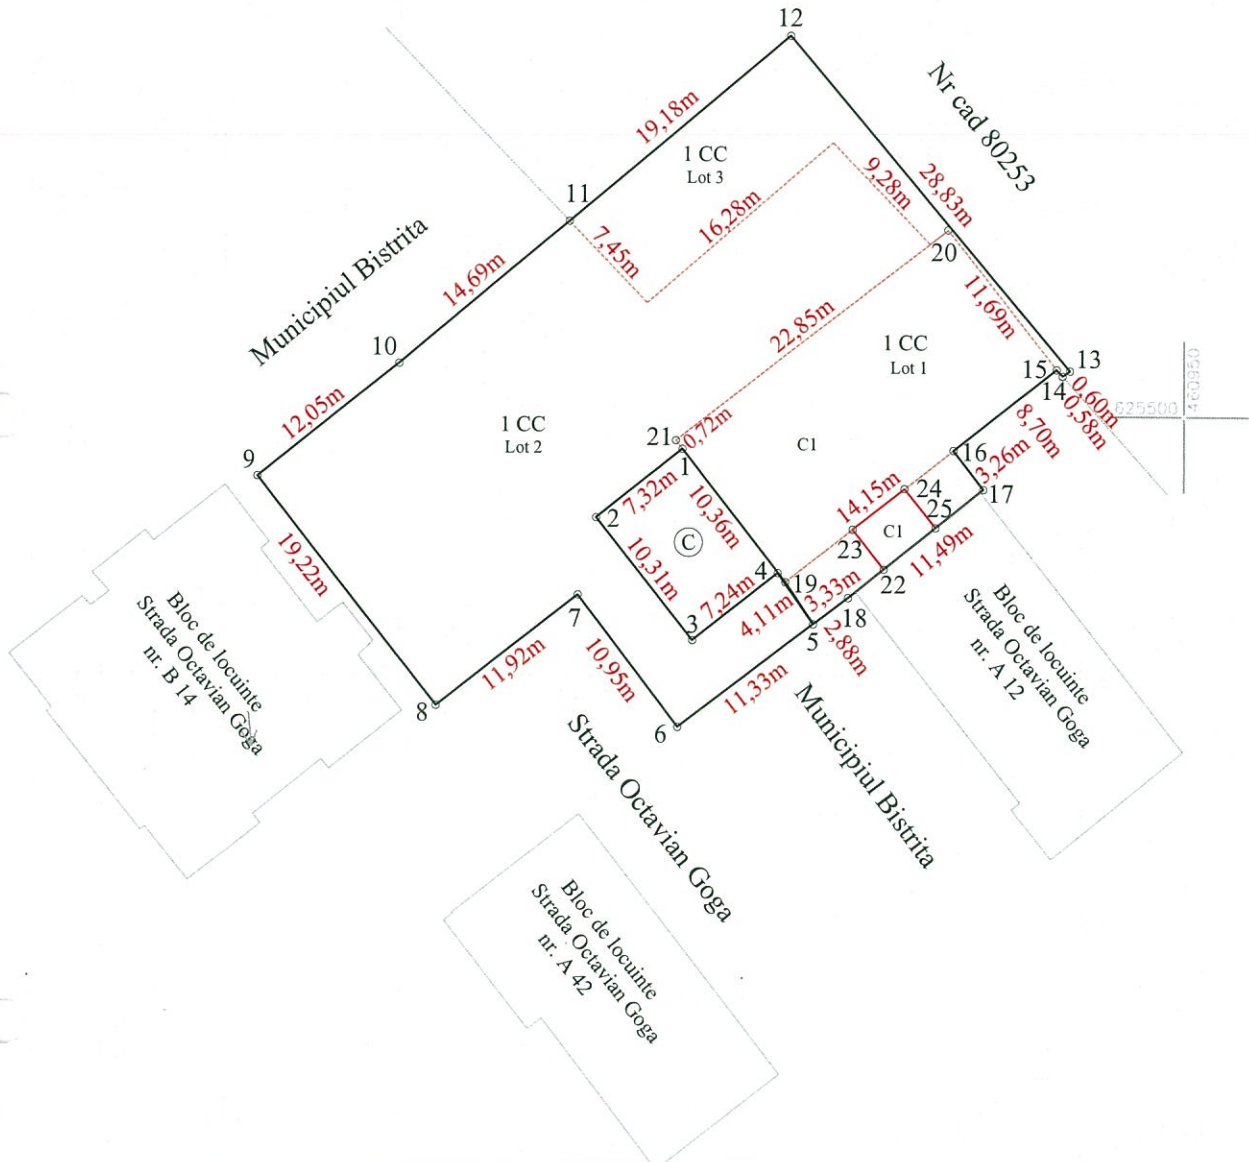 12
19,18m
Nr cad 80253
1 CC
Lot 3
9,28m
28,83m
11
16,28m
7,45m
20
Municipiul Bistrita
14,69m
11,69m
22,85m
10
1 CC
Lot 1
15
13
14
0,60m
0,58m
625500
460950
12,05m
8,70m
1 CC
Lot 2
21
0,72m
C1
9
1
16
3,26m
7,32m
10,36m
14,15m
24
17
2
C
25
C1
23
11,49m
19,22m
10,31m
4
19
22
7,24m
3,33m
7
4,11m
18
3
5
2,88m
11,92m
10,95m
11,33m
8
6
Bloc de locuinte
Strada Octavian Goga
nr. B 14
Bloc de locuinte
Strada Octavian Goga
nr. A 12
Strada Octavian Goga
Municipiul Bistrita
Bloc de locuinte
Strada Octavian Goga
nr. A 42